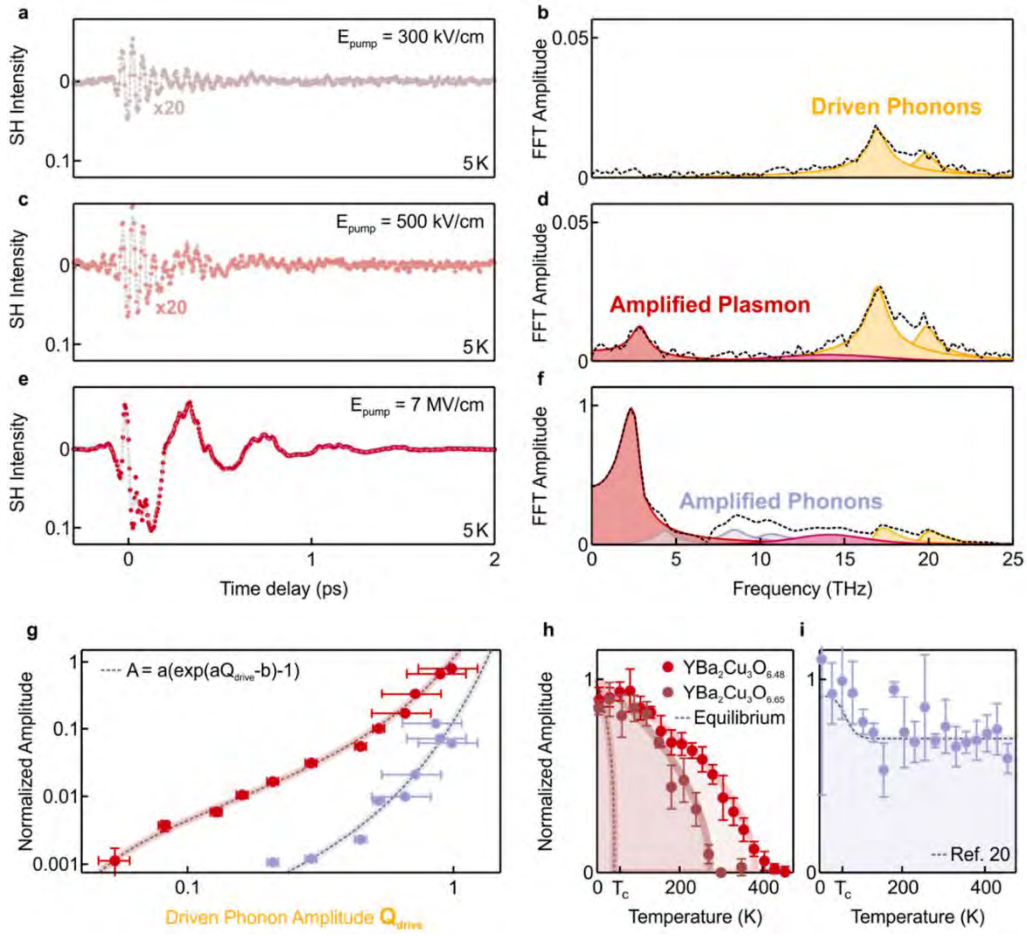 a
E_pump = 300 kV/cm
SH Intensity
0
x20
0.1
5K
b
0.05
FFT Amplitude
Driven Phonons
0
c
E_pump = 500 kV/cm
SH Intensity
0
x20
0.1
5K
d
0.05
FFT Amplitude
Amplified Plasmon
0
e
E_pump = 7 MV/cm
SH Intensity
0
0.1
5K
0 1 2
Time delay (ps)
f
1
FFT Amplitude
Amplified Phonons
0
0 5 10 15 20 25
Frequency (THz)
g
A = a(exp(aQ_drive-b)-1)
Normalized Amplitude
1
0.1
0.01
0.001
0.1 1
Driven Phonon Amplitude Q_drive
h
YBa₂Cu₃O₆.₄₈
YBa₂Cu₃O₆.₆₅
Equilibrium
Normalized Amplitude
1
0
0 T_c 200 400
Temperature (K)
i
1
0
Ref. 20
0 T_c 200 400
Temperature (K)